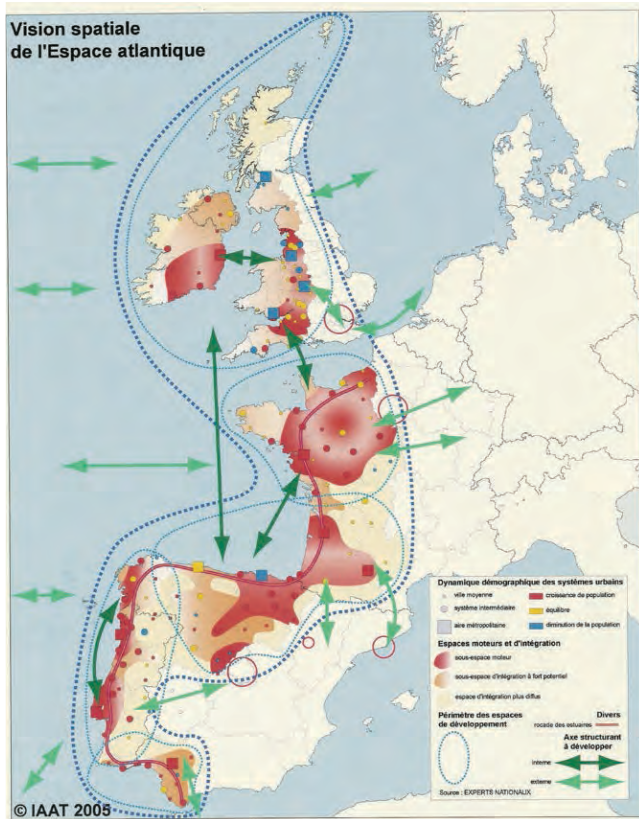 Vision spatiale
de l'Espace atlantique
Dynamique démographique des systèmes urbains
ville moyenne
système intermédiaire
aire métropolitaine
croissance de population
équilibre
diminution de la population
Espaces moteurs et d'intégration
sous-espace moteur
sous-espace d'intégration à fort potentiel
espace d'intégration plus diffus
Périmètre des espaces
de développement
Divers
rocade des estuaires
Axe structurant
à développer
interne
externe
Source : EXPERTS NATIONAUX
© IAAT 2005